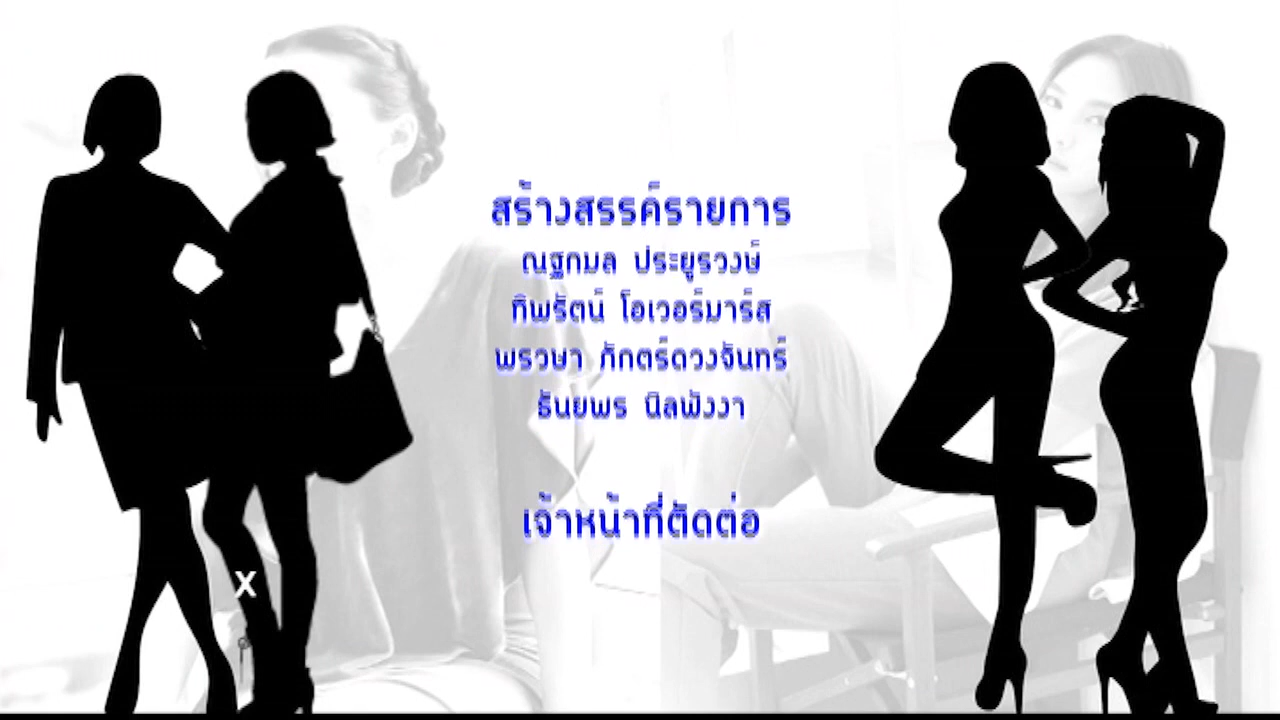 สร้างสรรค์รายการ
ณฐกมล ประยูรวงษ์
ทิพรัตน์ โอเวอร์มาร์ส
พรวษา ภักตร์ดวงจันทร์
ธันยพร นิลพังงา
เจ้าหน้าที่ตัดต่อ
X